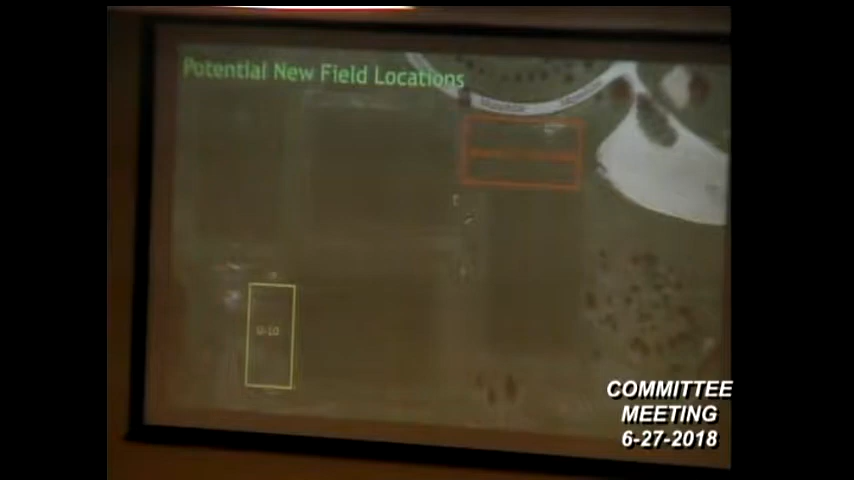 Potential New Field Locations
U-10
COMMITTEE
MEETING
6-27-2018